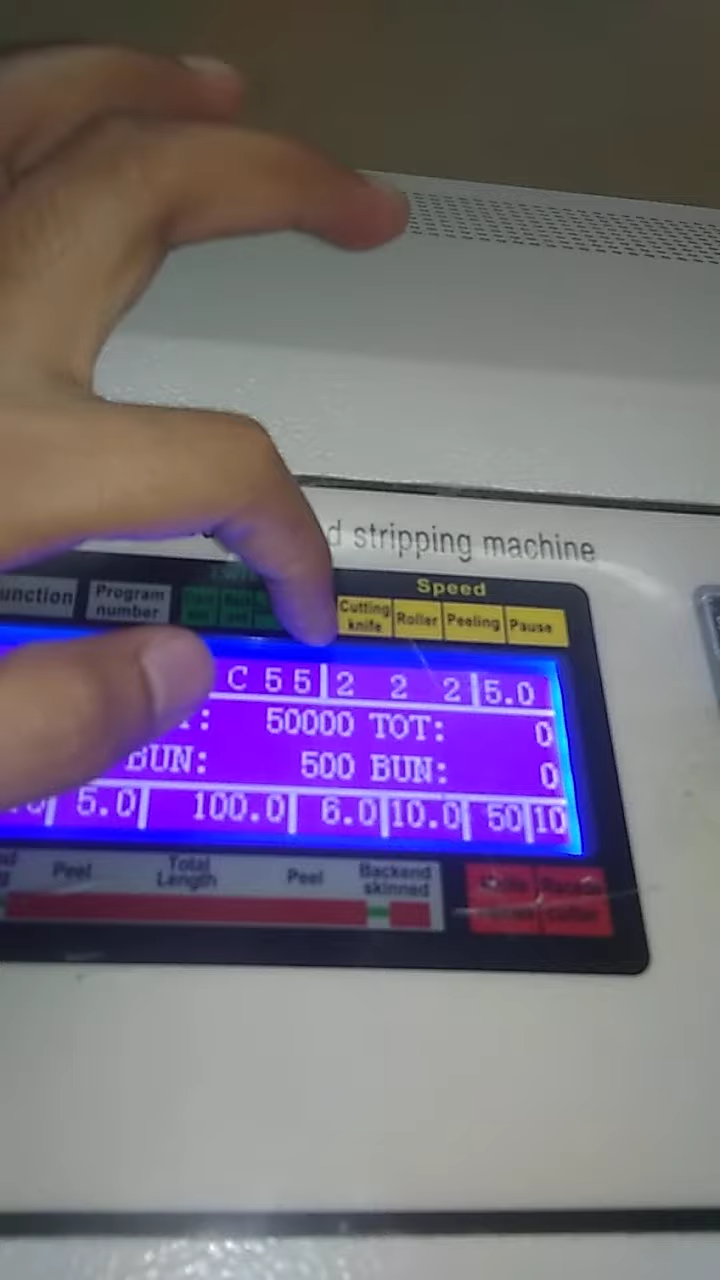 d stripping machine
Speed
unction
Program number
Cutting knife
Roller
Peeling
Pause
C 5 5 2 2 2 5.0
: 50000 TOT: 0
BUN: 500 BUN: 0
5.0 100.0 6.0 10.0 50 10
Peel
Total Length
Peel
Backend skinned